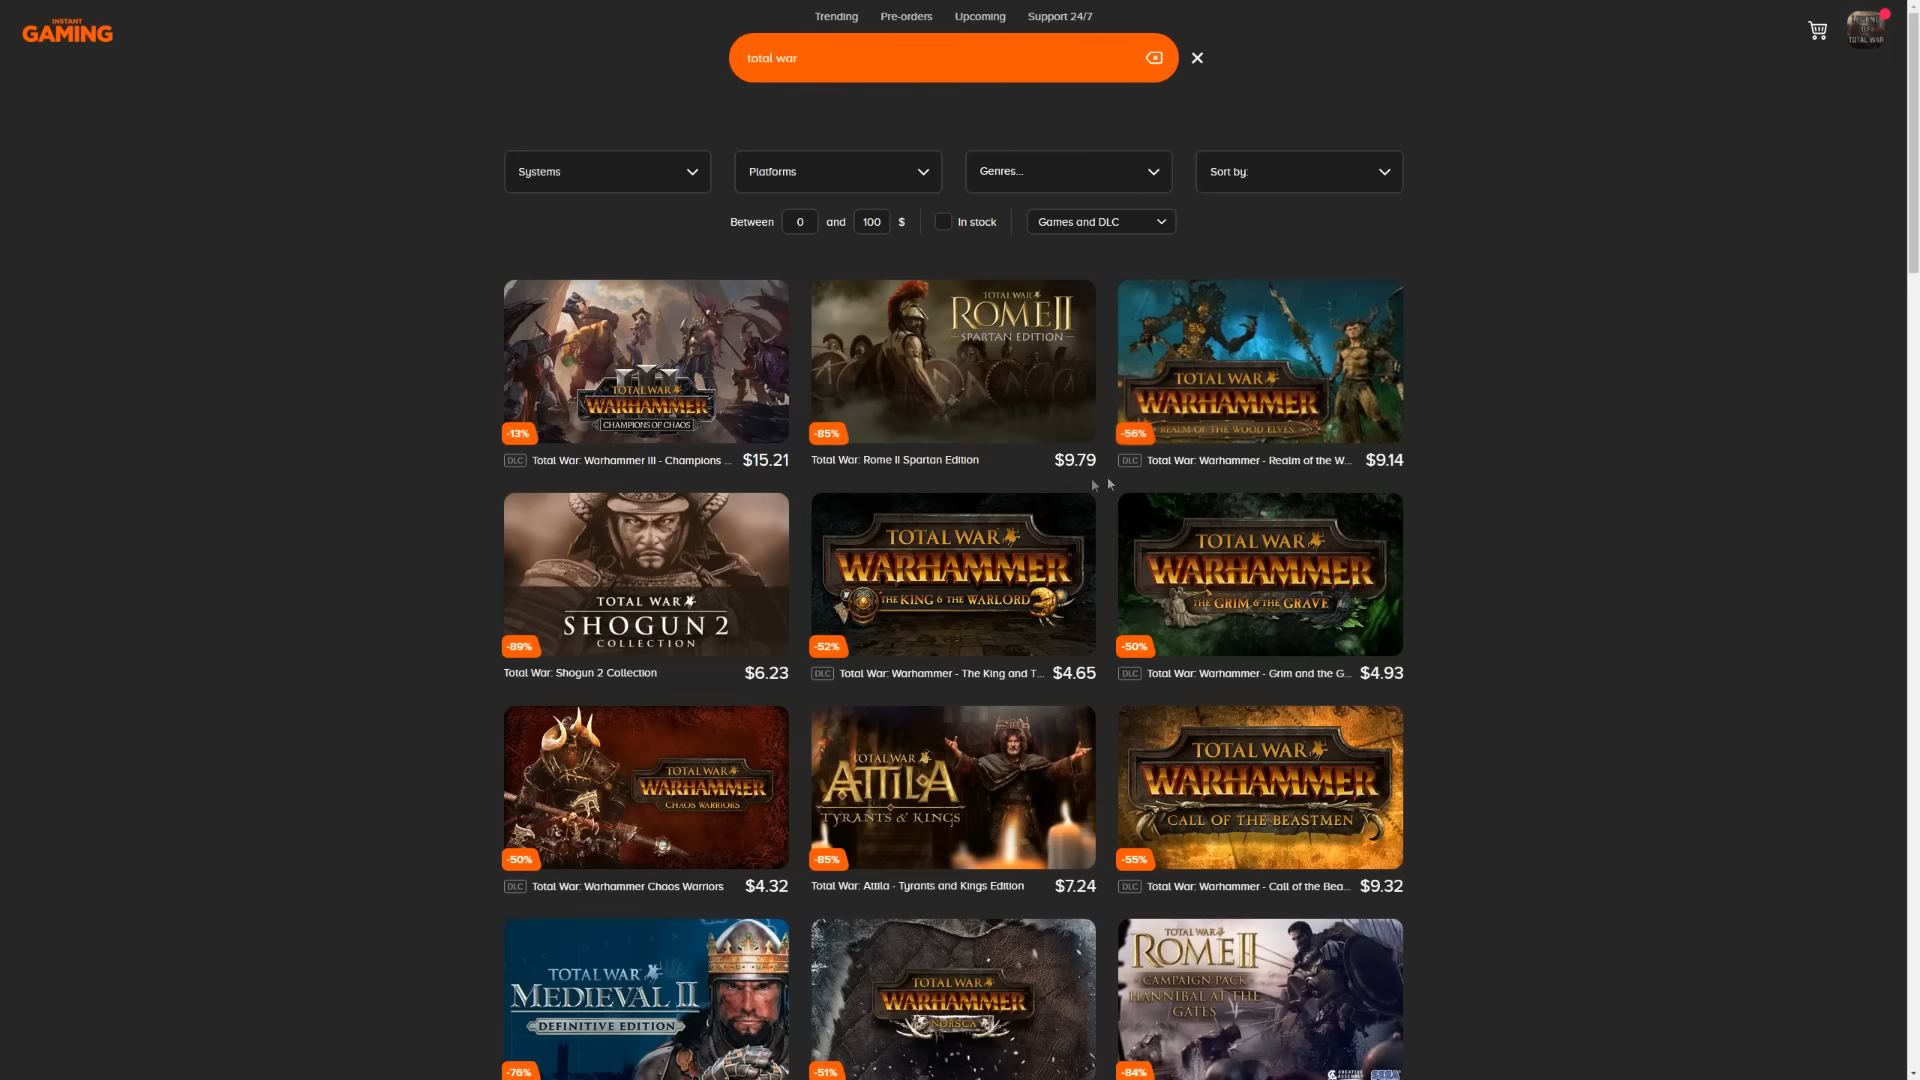 INSTANT
GAMING
Trending Pre-orders Upcoming Support 24/7
total war
LEGEND
OF
TOTAL WAR
Systems Platforms Genres... Sort by:
Between 0 and 100 $ In stock Games and DLC
TOTAL WAR
WARHAMMER
CHAMPIONS OF CHAOS
-13%
DLC Total War: Warhammer III - Champions ... $15.21
TOTAL WAR
ROME II
SPARTAN EDITION
-85%
Total War: Rome II Spartan Edition $9.79
TOTAL WAR
WARHAMMER
REALM OF THE WOOD ELVES
-56%
DLC Total War: Warhammer - Realm of the W... $9.14
TOTAL WAR
SHOGUN 2
COLLECTION
-89%
Total War: Shogun 2 Collection $6.23
TOTAL WAR
WARHAMMER
THE KING & THE WARLORD
-52%
DLC Total War: Warhammer - The King and T... $4.65
TOTAL WAR
WARHAMMER
THE GRIM & THE GRAVE
-50%
DLC Total War: Warhammer - Grim and the G... $4.93
TOTAL WAR
WARHAMMER
CHAOS WARRIORS
-50%
DLC Total War: Warhammer Chaos Warriors $4.32
TOTAL WAR
ATTILA
TYRANTS & KINGS
-85%
Total War: Attila - Tyrants and Kings Edition $7.24
TOTAL WAR
WARHAMMER
CALL OF THE BEASTMEN
-55%
DLC Total War: Warhammer - Call of the Bea... $9.32
TOTAL WAR
MEDIEVAL II
DEFINITIVE EDITION
-76%
TOTAL WAR
WARHAMMER
NORSCA
-51%
TOTAL WAR
ROME II
CAMPAIGN PACK
HANNIBAL AT THE
GATES
CREATIVE
ASSEMBLY
SEGA
-84%